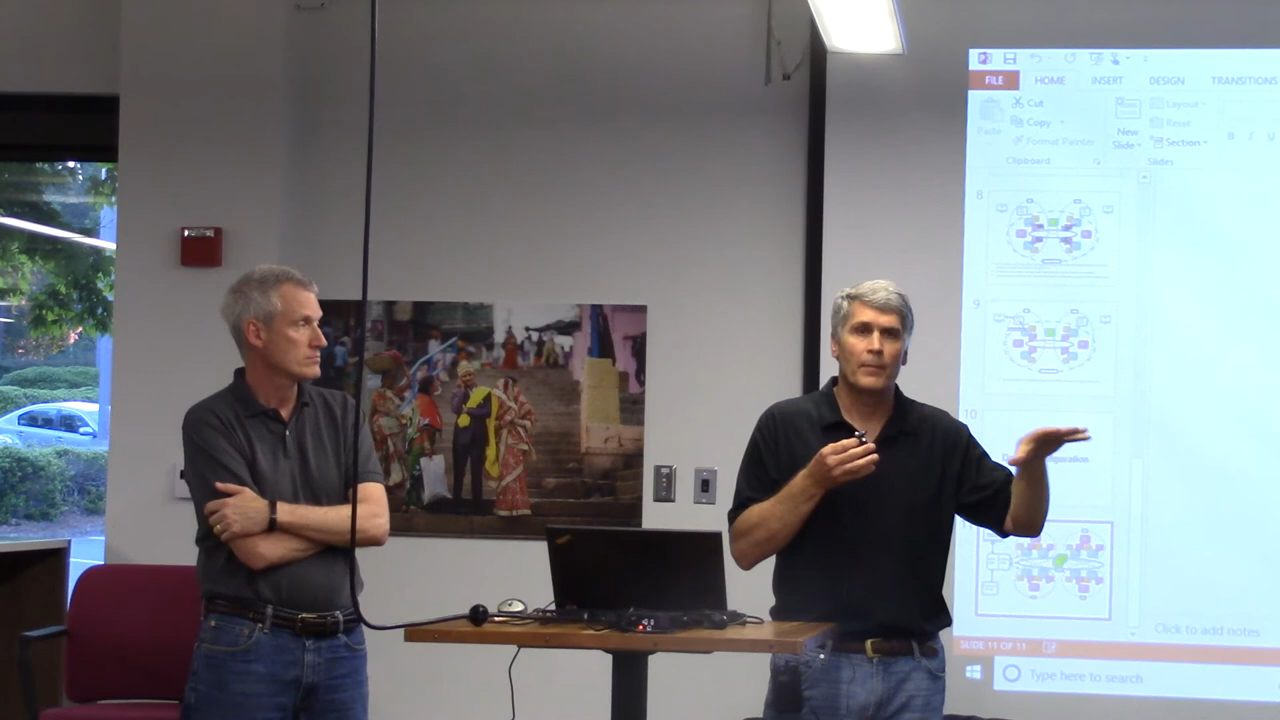 FILE HOME INSERT DESIGN TRANSITIONS
Paste
Cut
Copy
Format Painter
Clipboard
New
Slide
Layout
Reset
Section
Slides
B I U
8
9
10
Click to add notes
SLIDE 11 OF 11
Type here to search